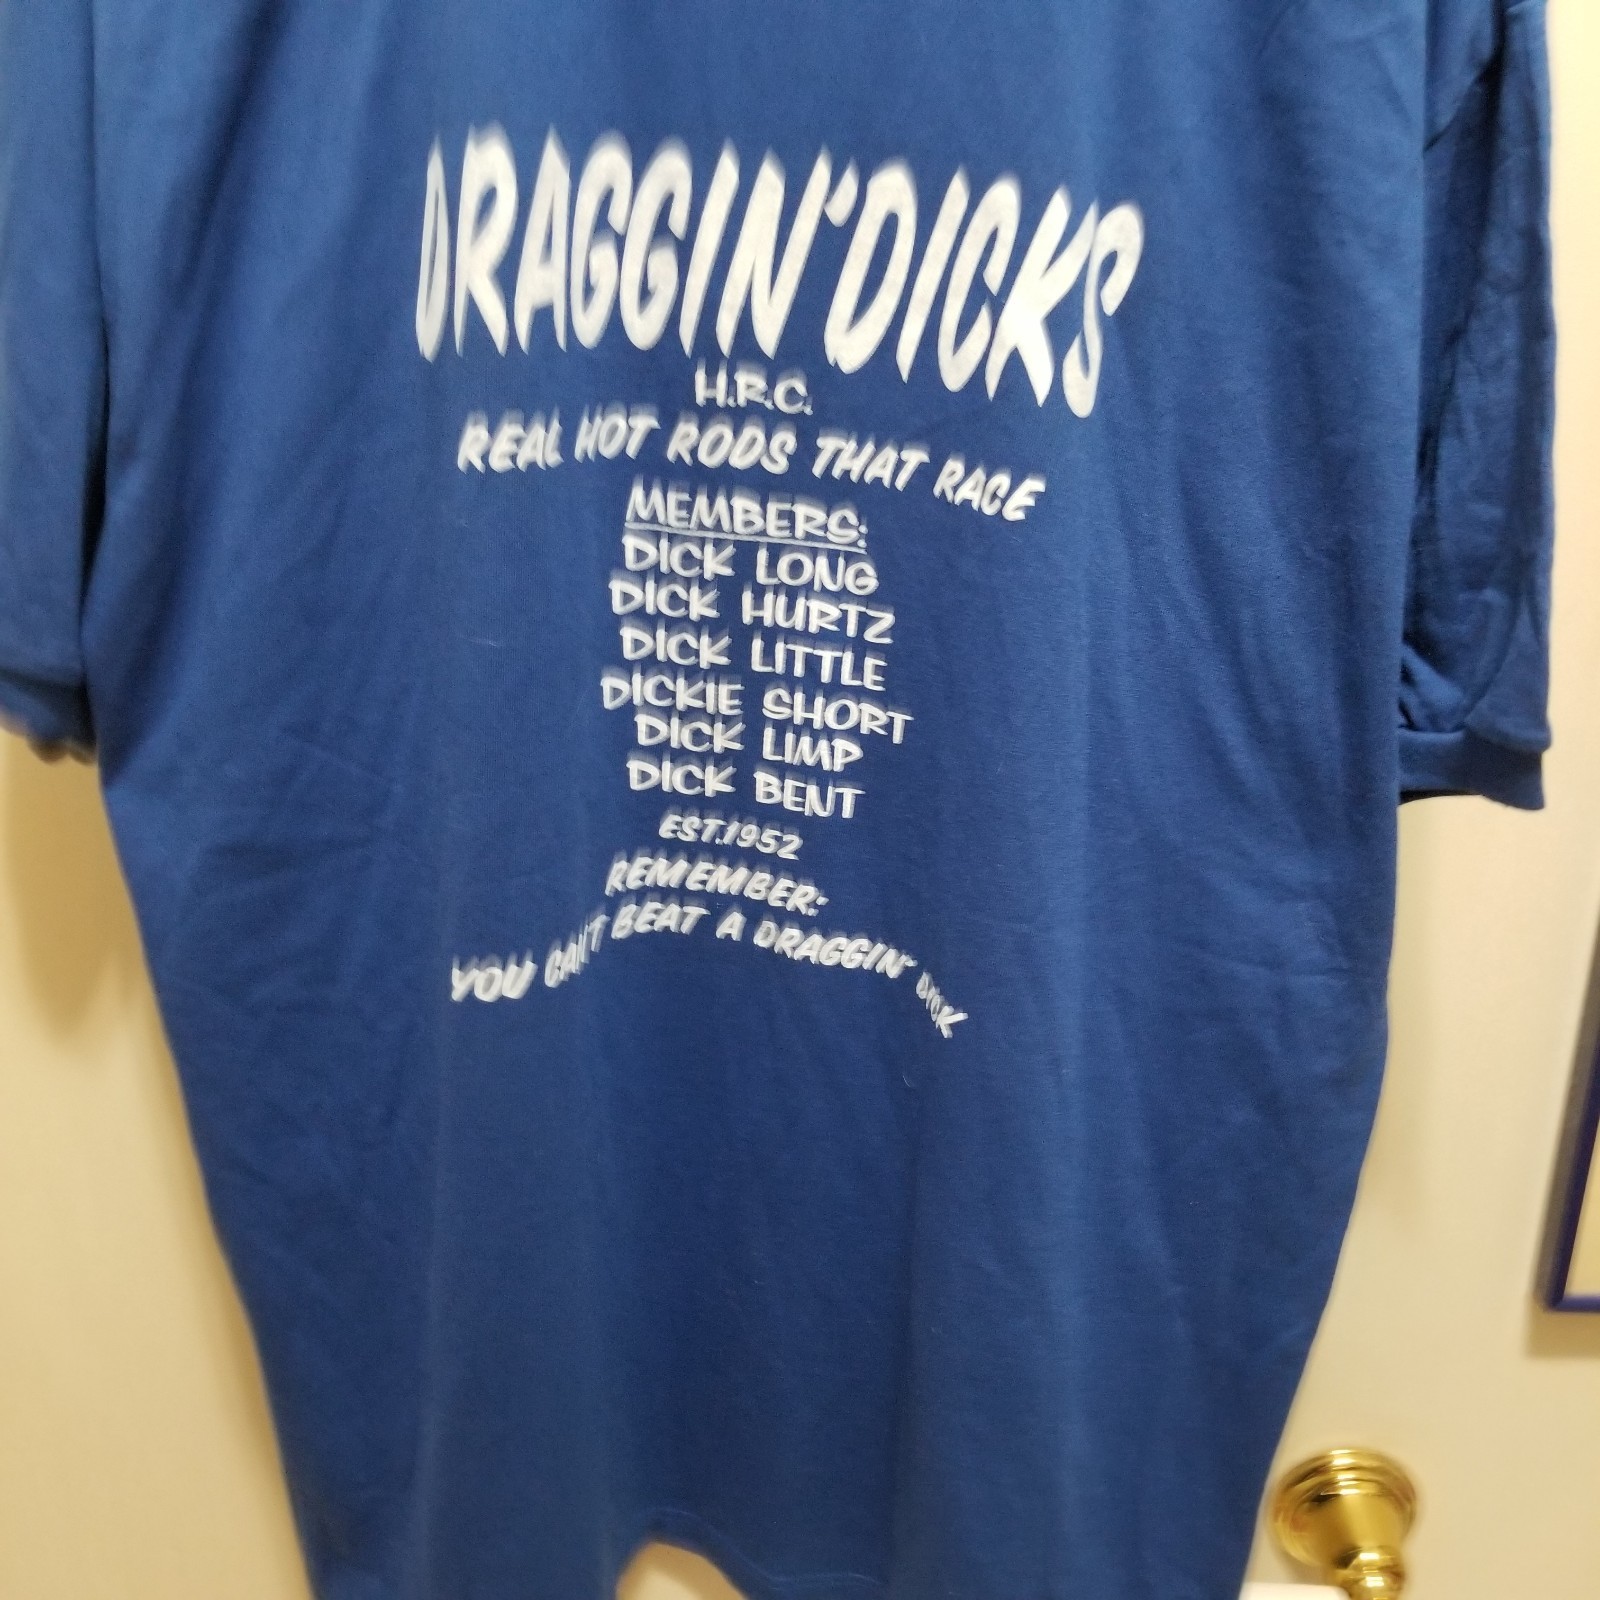 DRAGGIN' DICKS
H.R.C.
REAL HOT RODS THAT RACE
MEMBERS:
DICK LONG
DICK HURTZ
DICK LITTLE
DICKIE SHORT
DICK LIMP
DICK BENT
EST.1952
REMEMBER:
YOU CAN'T BEAT A DRAGGIN' DICK